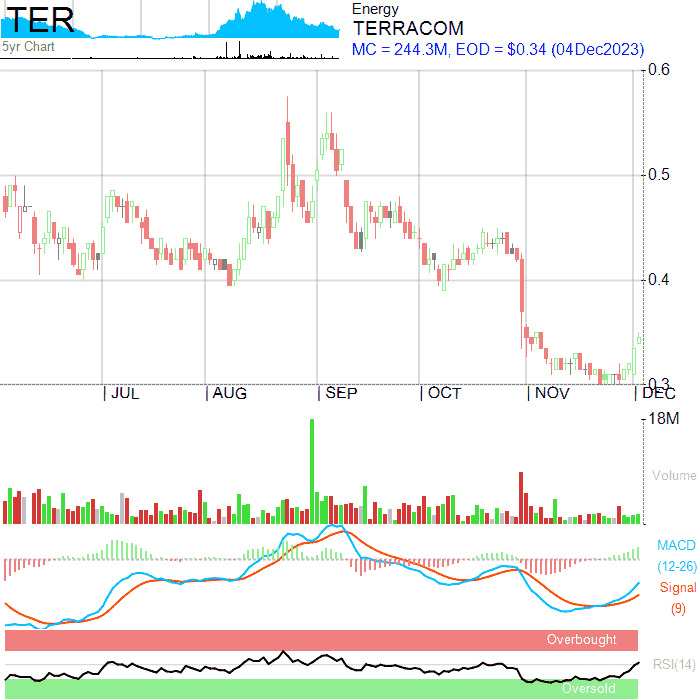 TER
5yr Chart
Energy
TERRACOM
MC = 244.3M, EOD = $0.34 (04Dec2023)
0.6
0.5
0.4
0.3
JUL AUG SEP OCT NOV DEC
18M
Volume
MACD
(12-26)
Signal
(9)
Overbought
RSI(14)
Oversold